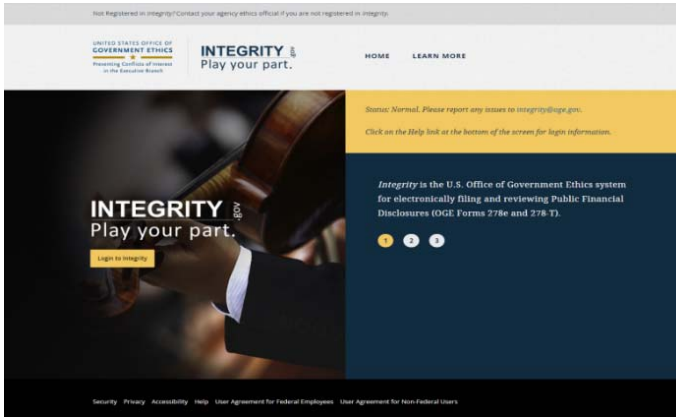 Not Registered in Integrity? Contact your agency ethics official if you are not registered in Integrity.
UNITED STATES OFFICE OF
GOVERNMENT ETHICS
Preventing Conflicts of Interest
in the Executive Branch
INTEGRITY .gov
Play your part.
HOME LEARN MORE
Status: Normal. Please report any issues to integrity@oge.gov.
Click on the Help link at the bottom of the screen for login information.
INTEGRITY .gov
Play your part.
Login to Integrity
Integrity is the U.S. Office of Government Ethics system
for electronically filing and reviewing Public Financial
Disclosures (OGE Forms 278e and 278-T).
1 2 3
Security Privacy Accessibility Help User Agreement for Federal Employees User Agreement for Non-Federal Users